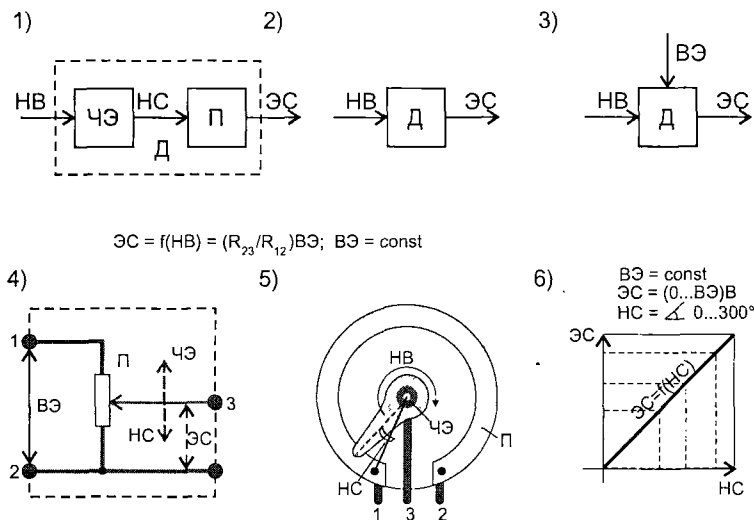 1)
2)
3)
НВ
ЧЭ
НС
П
ЭС
Д
НВ
Д
ЭС
ВЭ
НВ
Д
ЭС
ЭС = f(НВ) = (R₂₃/R₁₂)ВЭ; ВЭ = const
4)
5)
6)
1
П
ЧЭ
ВЭ
3
НС
ЭС
2
НВ
ЧЭ
П
НС
1
3
2
ВЭ = const
ЭС = (0...ВЭ)В
НС = ∡ 0...300°
ЭС
ЭС=f(НС)
НС